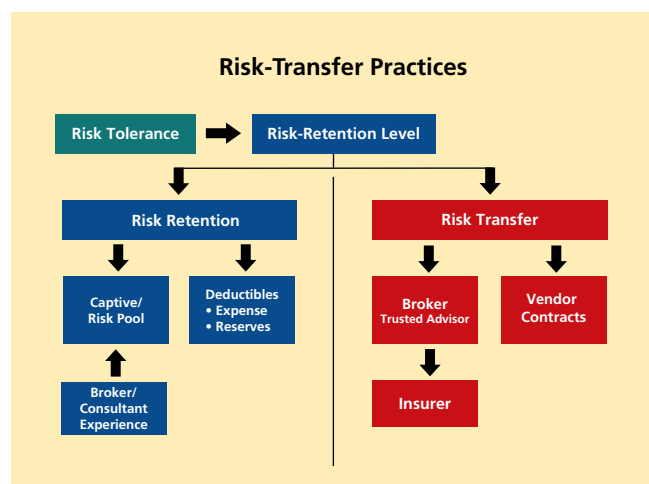 Risk-Transfer Practices
Risk Tolerance
Risk-Retention Level
Risk Retention
Risk Transfer
Captive/
Risk Pool
Deductibles
• Expense
• Reserves
Broker
Trusted Advisor
Vendor
Contracts
Broker/
Consultant
Experience
Insurer